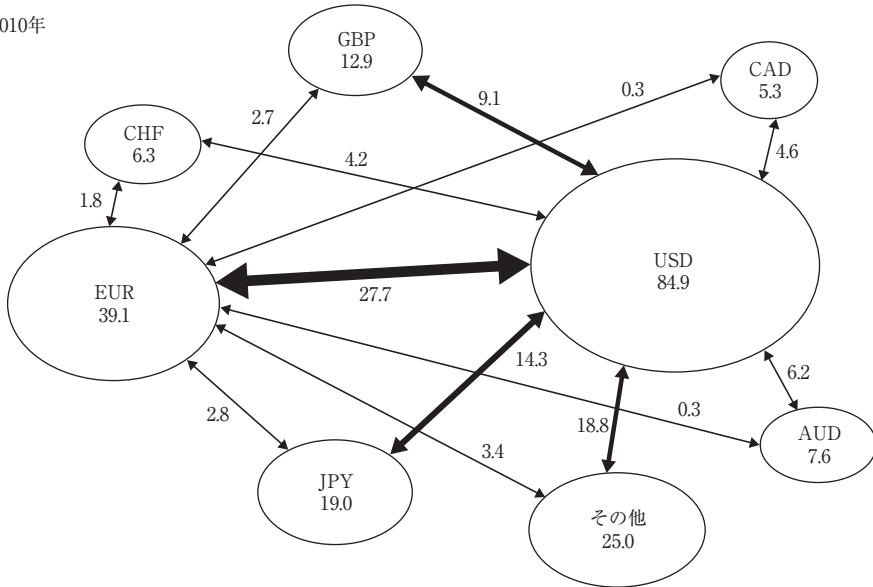 010年
GBP
12.9
CAD
5.3
0.3
9.1
2.7
CHF
6.3
4.2
4.6
1.8
USD
84.9
EUR
39.1
27.7
14.3
6.2
2.8
0.3
18.8
AUD
7.6
3.4
JPY
19.0
その他
25.0